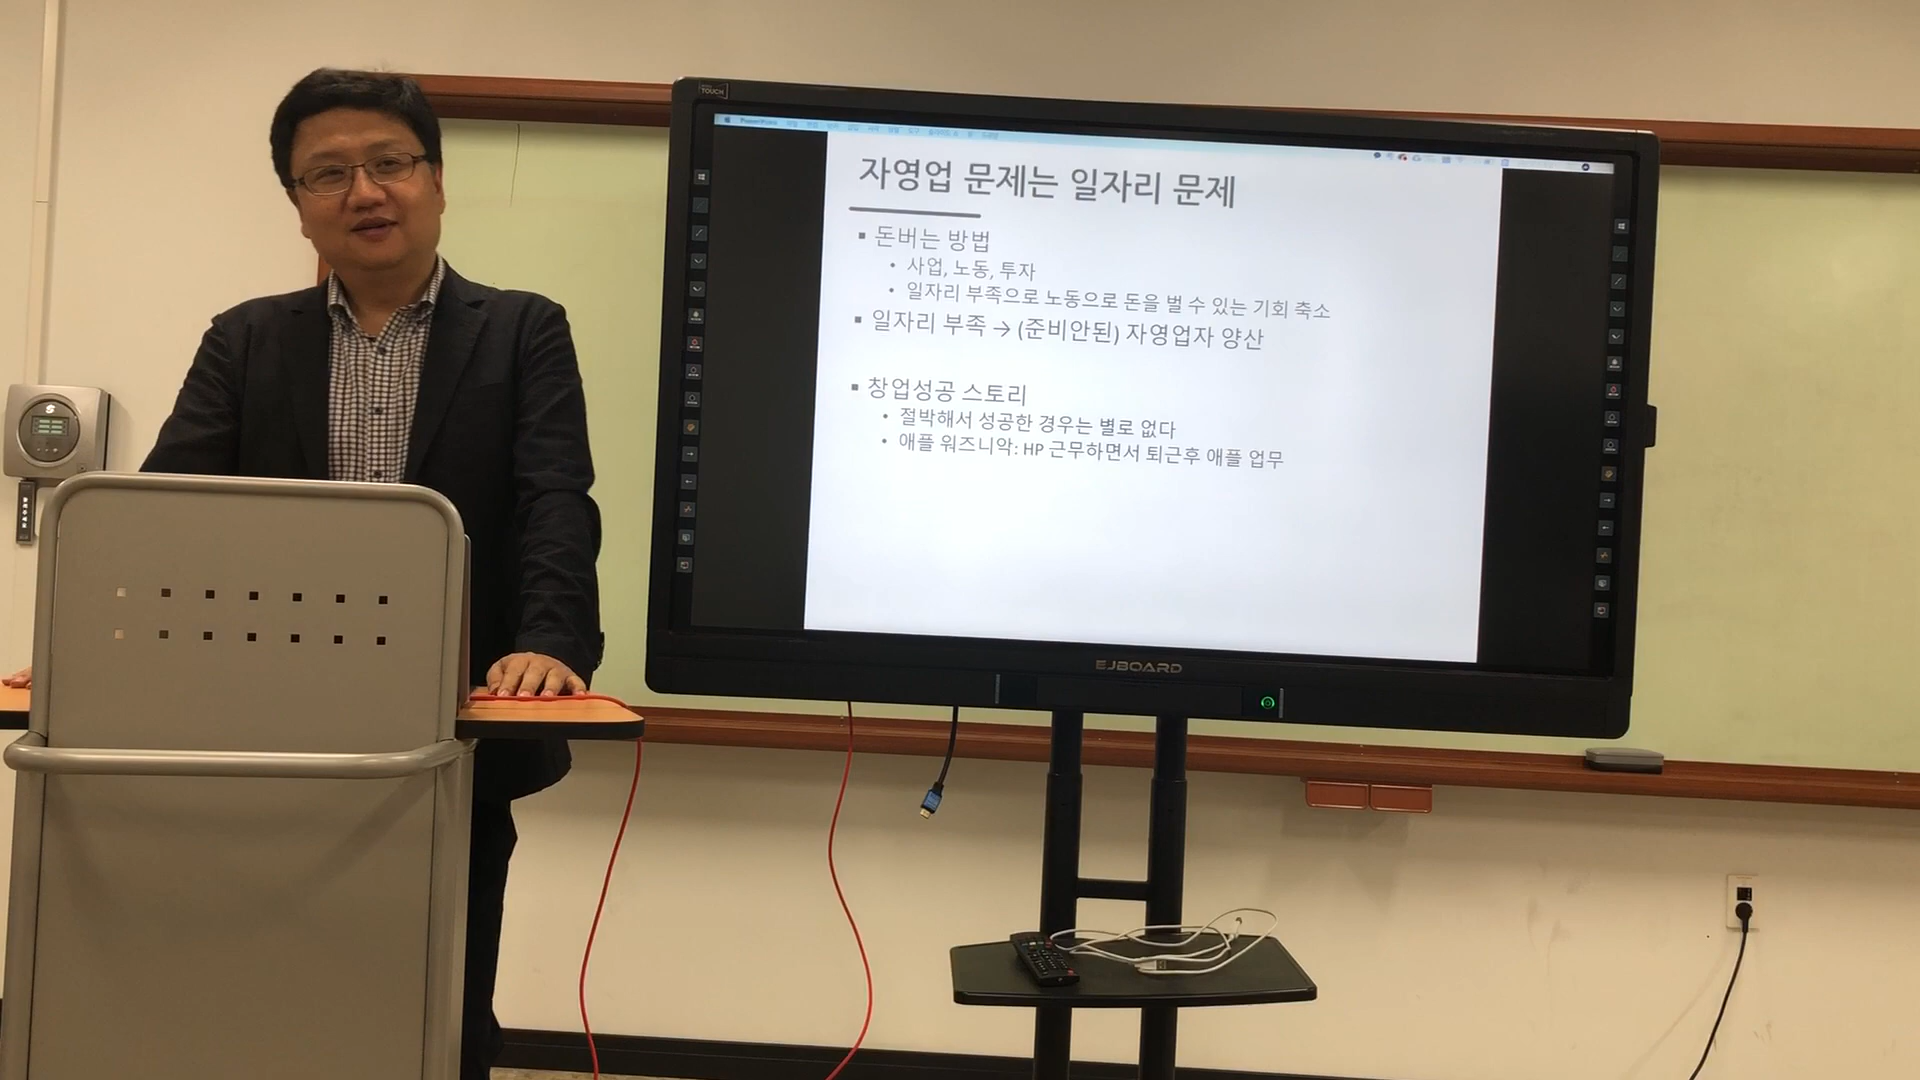 TOUCH
자영업 문제는 일자리 문제
▪ 돈버는 방법
• 사업, 노동, 투자
• 일자리 부족으로 노동으로 돈을 벌 수 있는 기회 축소
▪ 일자리 부족 → (준비안된) 자영업자 양산
▪ 창업성공 스토리
• 절박해서 성공한 경우는 별로 없다
• 애플 워즈니악: HP 근무하면서 퇴근후 애플 업무
EJBOARD